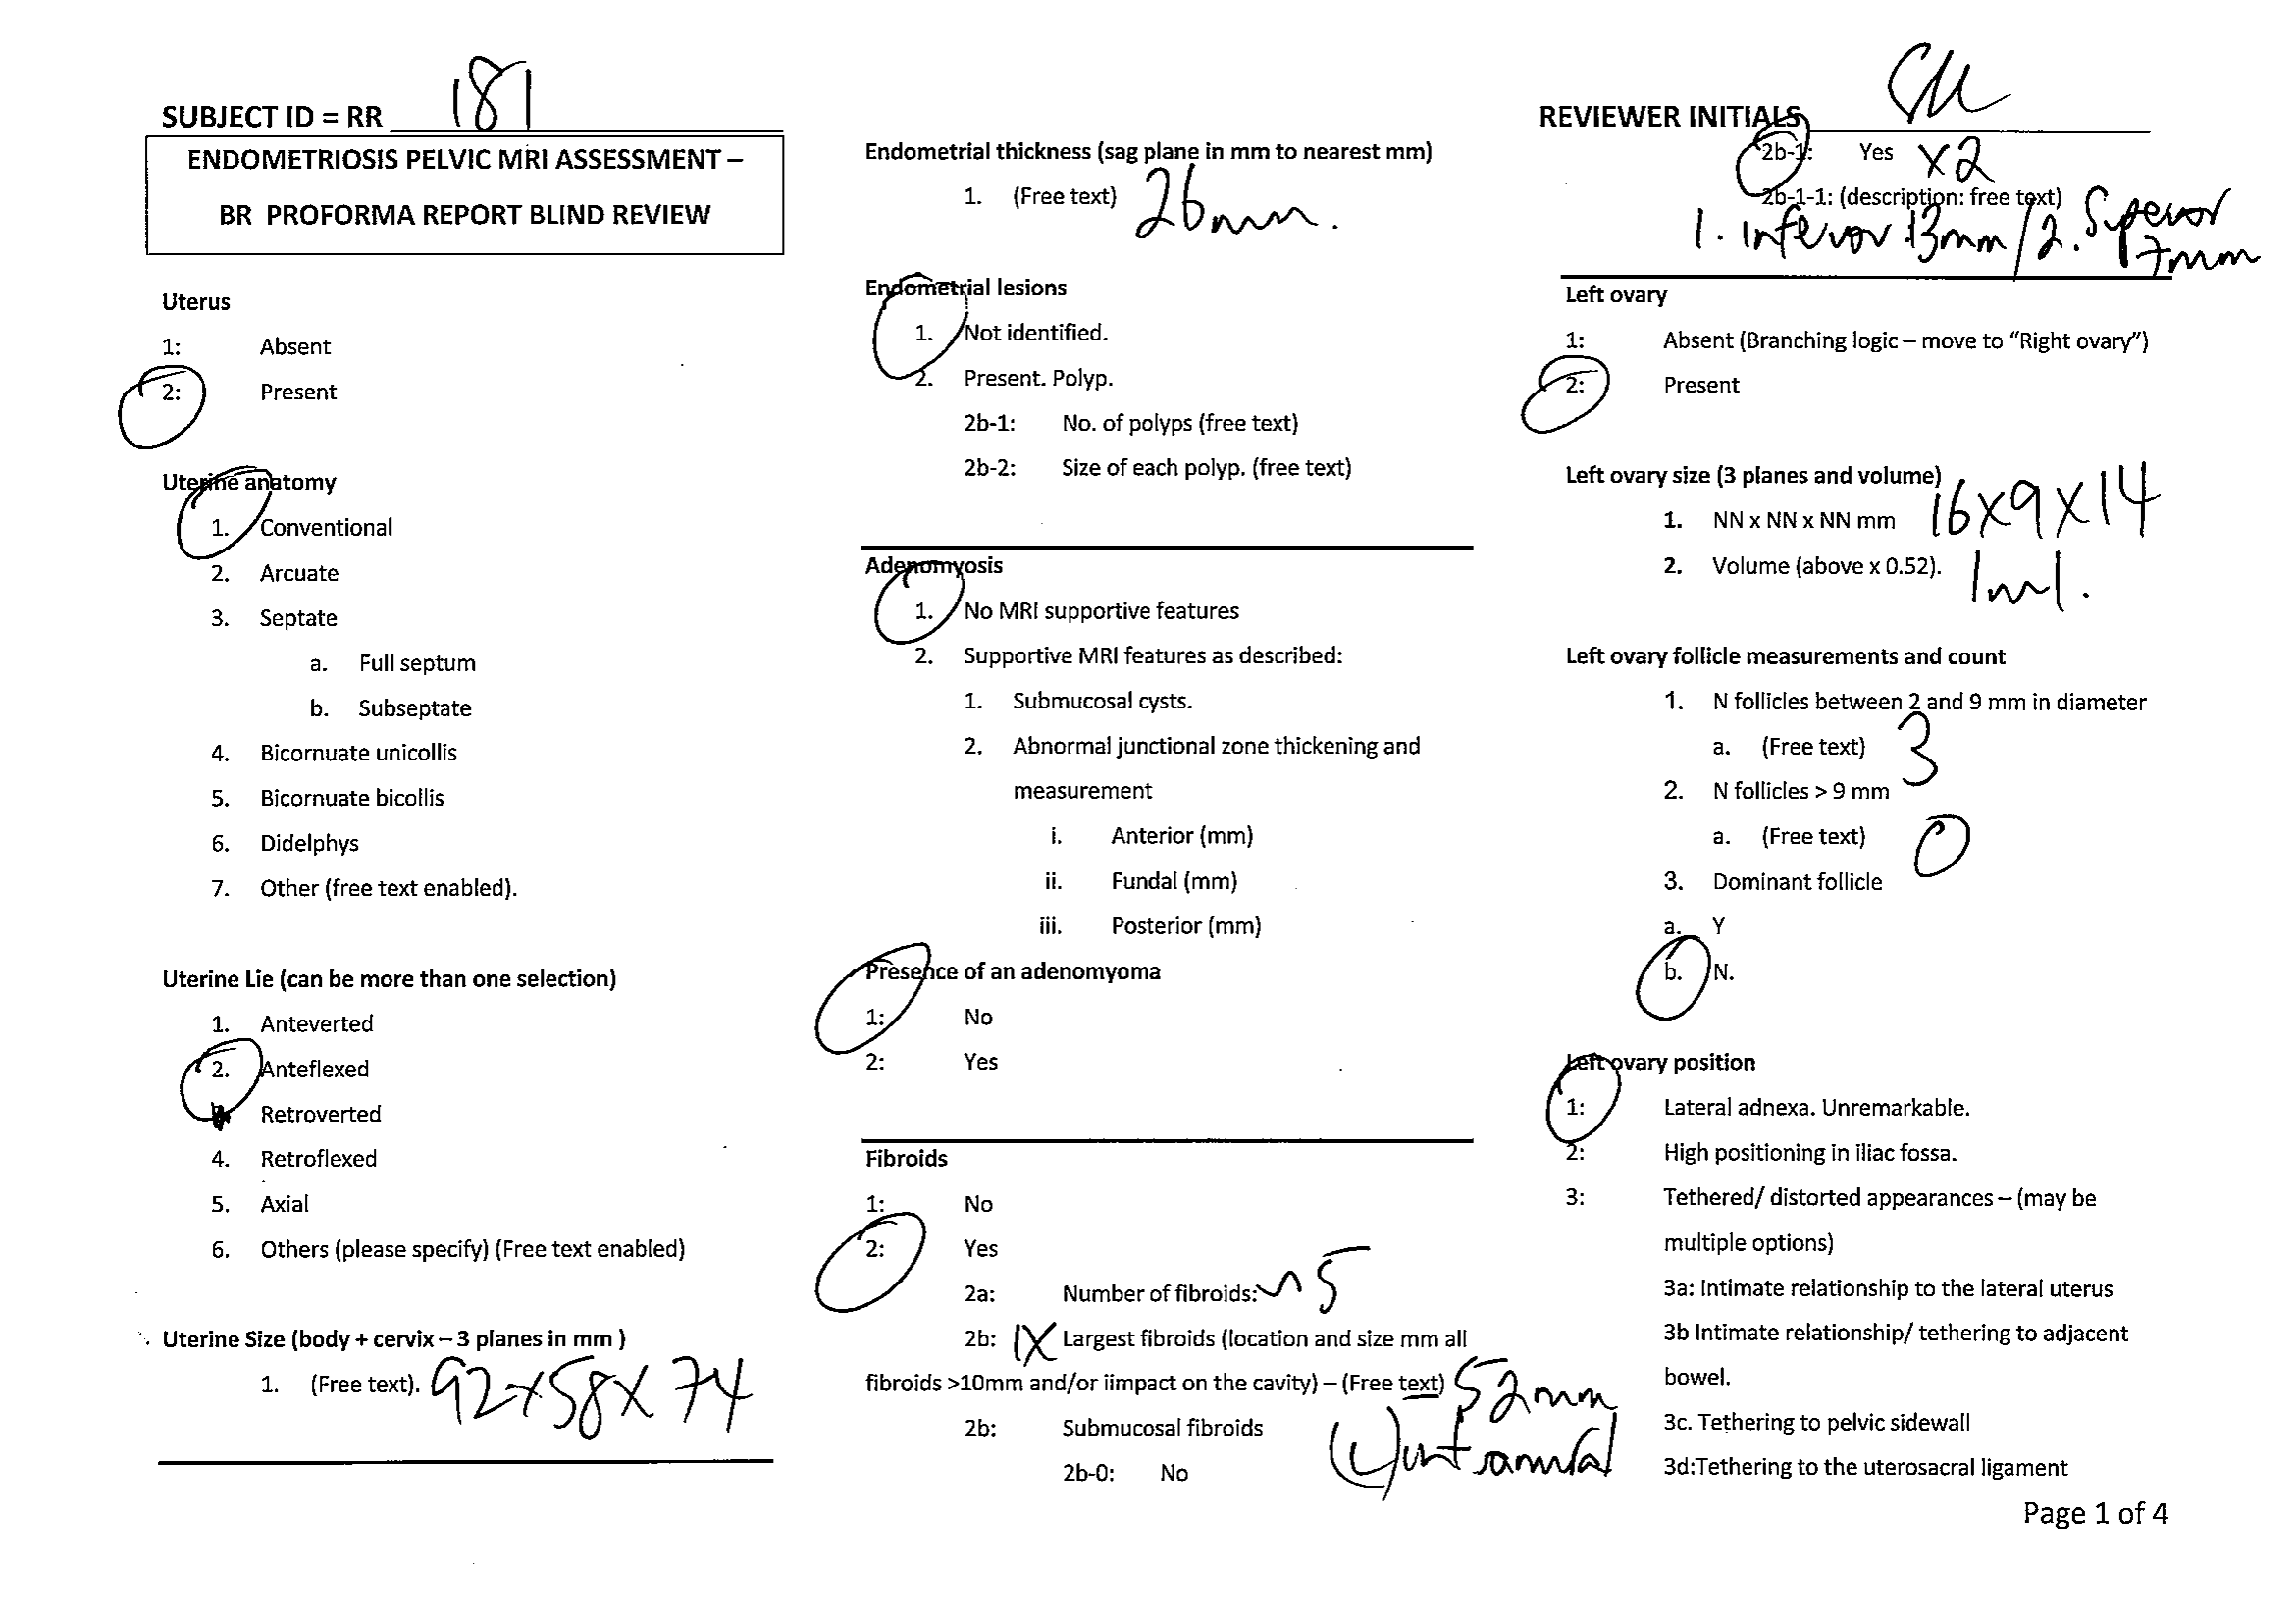 SUBJECT ID = RR 181
ENDOMETRIOSIS PELVIC MRI ASSESSMENT –
BR PROFORMA REPORT BLIND REVIEW
Uterus
1: Absent
2: Present
Uterine anatomy
1. Conventional
2. Arcuate
3. Septate
a. Full septum
b. Subseptate
4. Bicornuate unicollis
5. Bicornuate bicollis
6. Didelphys
7. Other (free text enabled).
Uterine Lie (can be more than one selection)
1. Anteverted
2. Anteflexed
Retroverted
4. Retroflexed
5. Axial
6. Others (please specify) (Free text enabled)
Uterine Size (body + cervix – 3 planes in mm )
1. (Free text). 92x58x74
Endometrial thickness (sag plane in mm to nearest mm)
1. (Free text) 26mm.
Endometrial lesions
1. Not identified.
2. Present. Polyp.
2b-1: No. of polyps (free text)
2b-2: Size of each polyp. (free text)
Adenomyosis
1. No MRI supportive features
2. Supportive MRI features as described:
1. Submucosal cysts.
2. Abnormal junctional zone thickening and
measurement
i. Anterior (mm)
ii. Fundal (mm)
iii. Posterior (mm)
Presence of an adenomyoma
1: No
2: Yes
Fibroids
1: No
2: Yes
2a: Number of fibroids: ~5
2b: 1X Largest fibroids (location and size mm all
fibroids >10mm and/or iimpact on the cavity) – (Free text) 52mm
2b: Submucosal fibroids (L) intramural
2b-0: No
REVIEWER INITIALS
2b-1: Yes x2
2b-1-1: (description: free text)
1. Inferior 13mm / 2. Superior
17mm
Left ovary
1: Absent (Branching logic – move to “Right ovary”)
2: Present
Left ovary size (3 planes and volume)
1. NN x NN x NN mm 16x9x14
2. Volume (above x 0.52). 1ml.
Left ovary follicle measurements and count
1. N follicles between 2 and 9 mm in diameter
a. (Free text) 3
2. N follicles > 9 mm
a. (Free text) 0
3. Dominant follicle
a. Y
b. N.
Left ovary position
1: Lateral adnexa. Unremarkable.
2: High positioning in iliac fossa.
3: Tethered/ distorted appearances – (may be
multiple options)
3a: Intimate relationship to the lateral uterus
3b Intimate relationship/ tethering to adjacent
bowel.
3c. Tethering to pelvic sidewall
3d:Tethering to the uterosacral ligament
Page 1 of 4